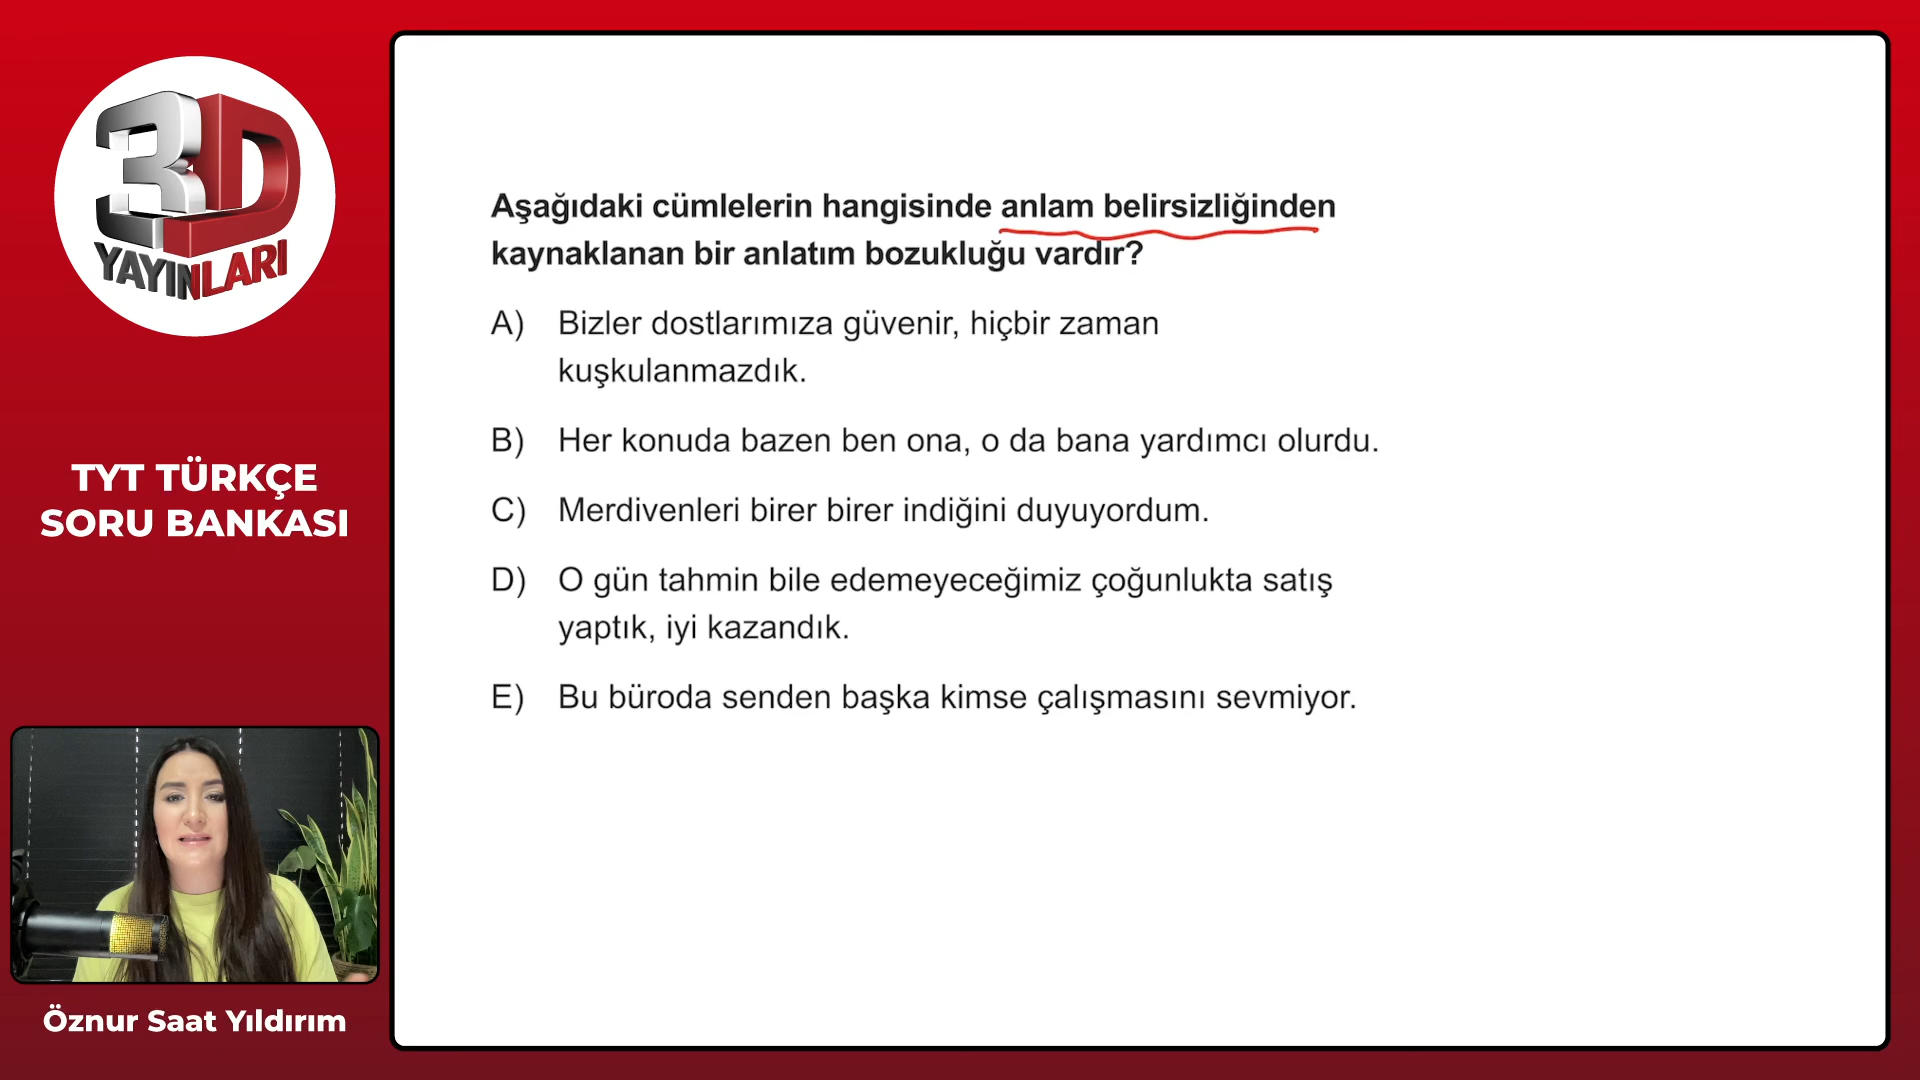 3D
YAYINLARI
TYT TÜRKÇE
SORU BANKASI
Öznur Saat Yıldırım
Aşağıdaki cümlelerin hangisinde anlam belirsizliğinden
kaynaklanan bir anlatım bozukluğu vardır?
A) Bizler dostlarımıza güvenir, hiçbir zaman
kuşkulanmazdık.
B) Her konuda bazen ben ona, o da bana yardımcı olurdu.
C) Merdivenleri birer birer indiğini duyuyordum.
D) O gün tahmin bile edemeyeceğimiz çoğunlukta satış
yaptık, iyi kazandık.
E) Bu büroda senden başka kimse çalışmasını sevmiyor.